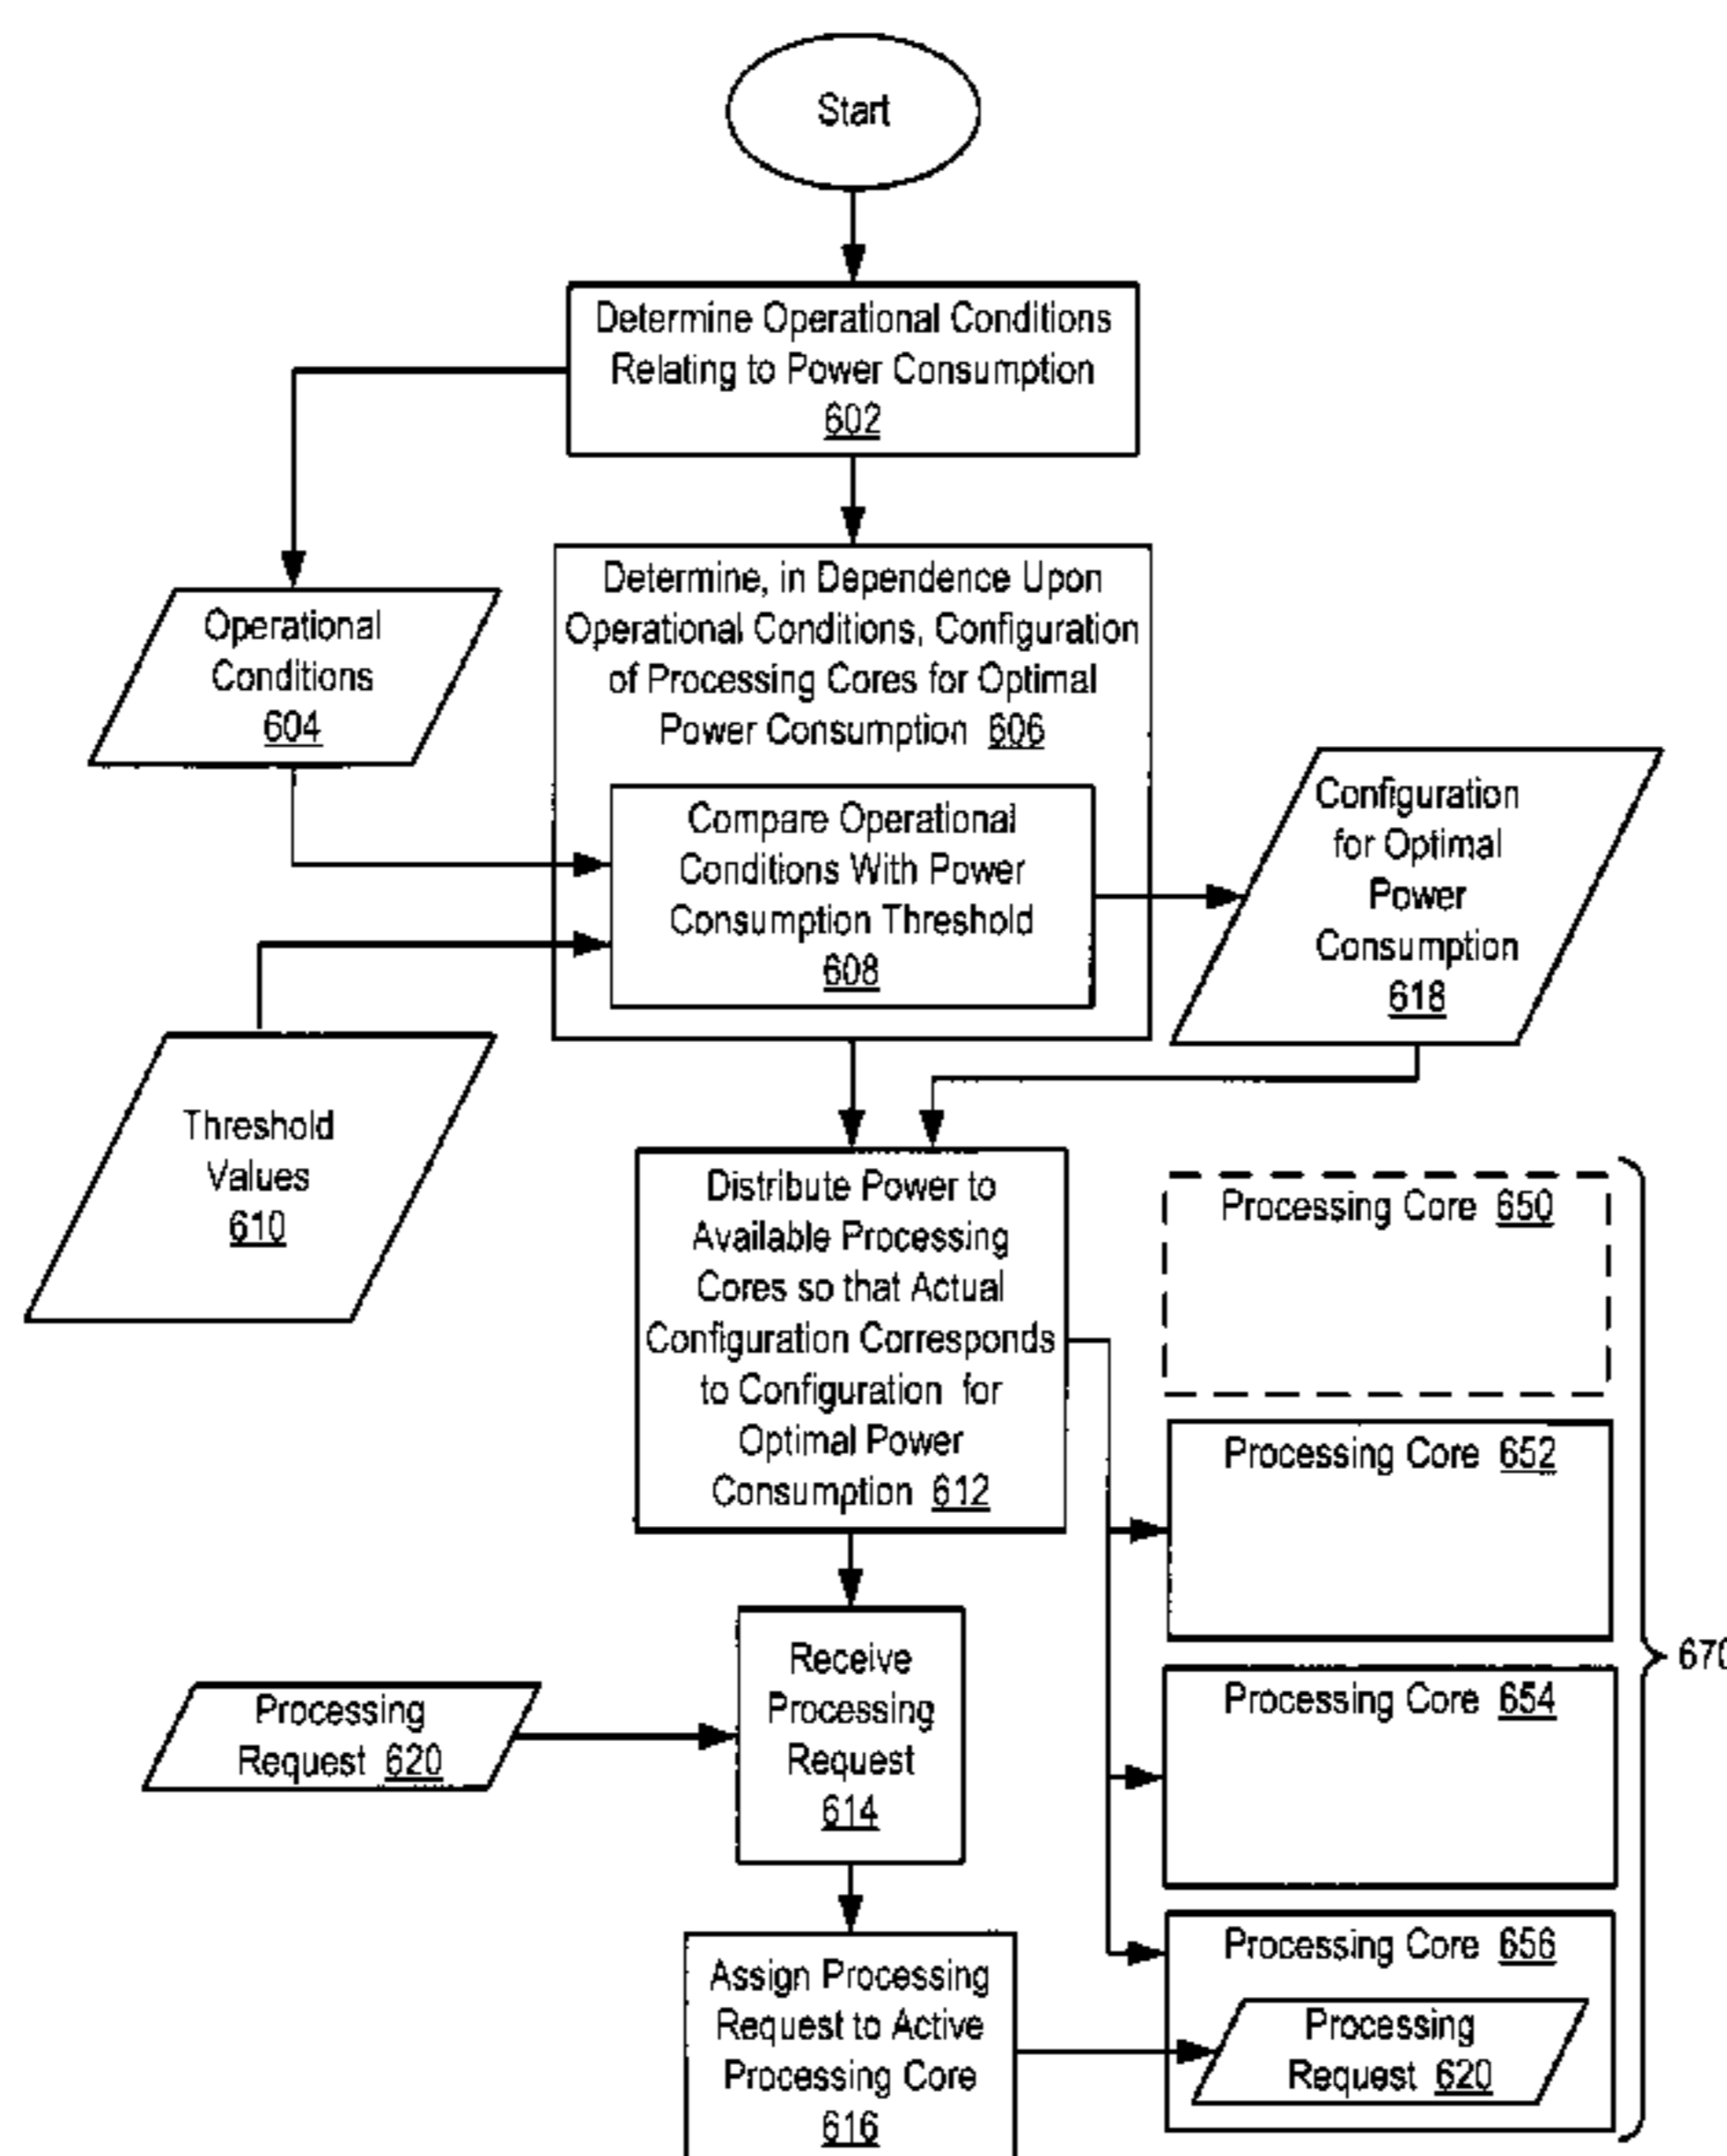 Start
Determine Operational Conditions
Relating to Power Consumption
602
Operational
Conditions
604
Determine, in Dependence Upon
Operational Conditions, Configuration
of Processing Cores for Optimal
Power Consumption 606
Compare Operational
Conditions With Power
Consumption Threshold
608
Configuration
for Optimal
Power
Consumption
618
Threshold
Values
610
Distribute Power to
Available Processing
Cores so that Actual
Configuration Corresponds
to Configuration for
Optimal Power
Consumption 612
Processing Core 650
Processing Core 652
Processing Core 654
670
Receive
Processing
Request
614
Processing
Request 620
Assign Processing
Request to Active
Processing Core
616
Processing Core 656
Processing
Request 620